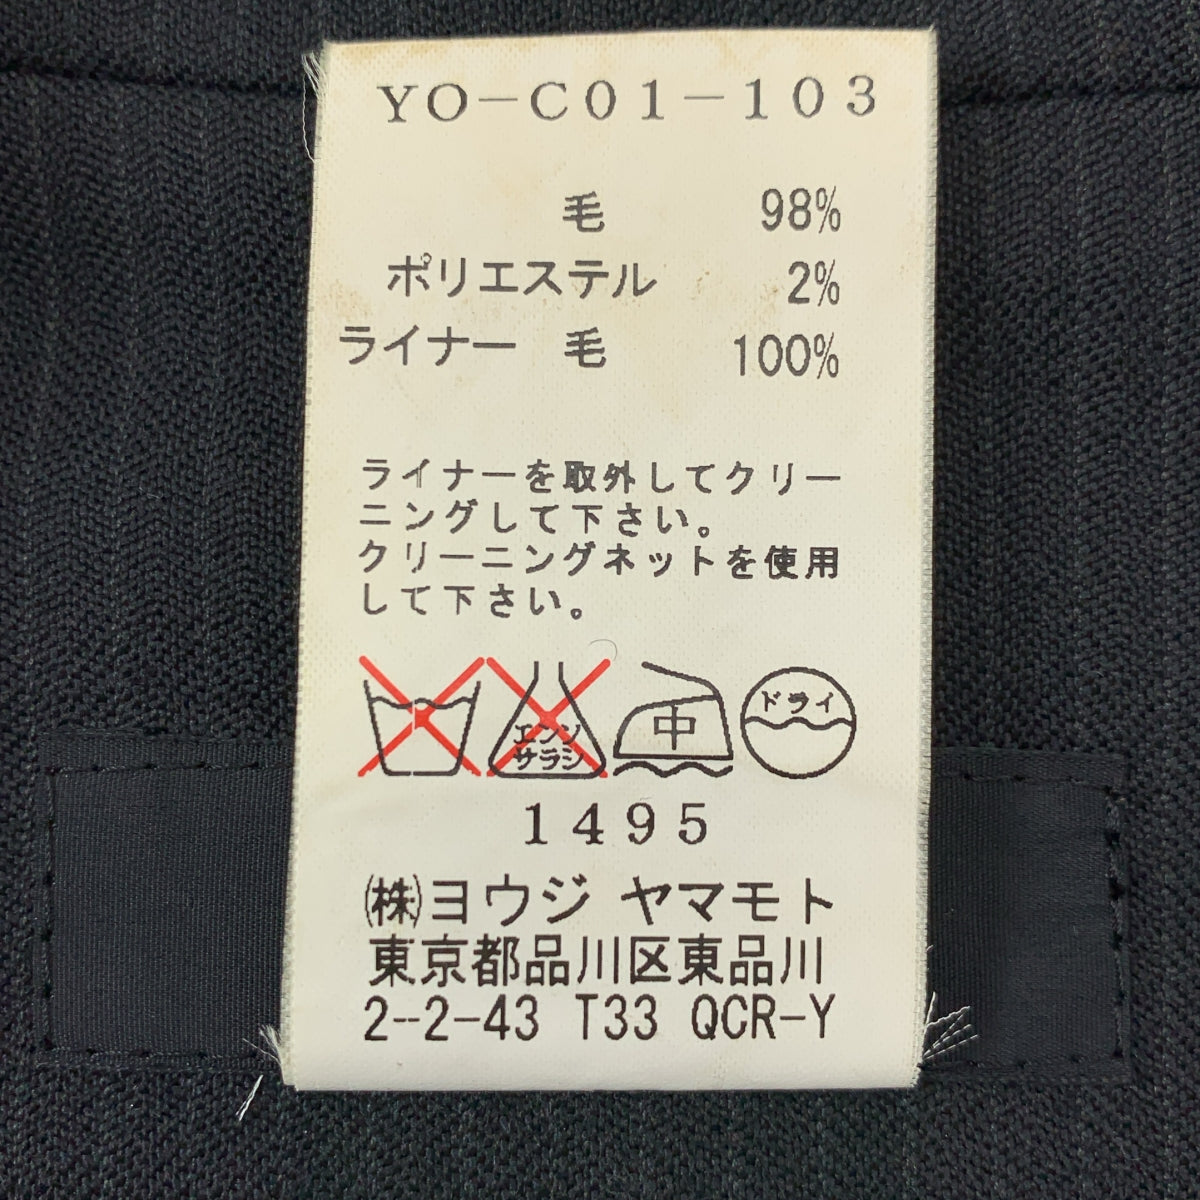 YO-C01-103
毛 98%
ポリエステル 2%
ライナー 毛 100%
ライナーを取外してクリー
ニングして下さい。
クリーニングネットを使用
して下さい。
エンソ
サラシ
中
ドライ
1495
㈱ヨウジ ヤマモト
東京都品川区東品川
2-2-43 T33 QCR-Y